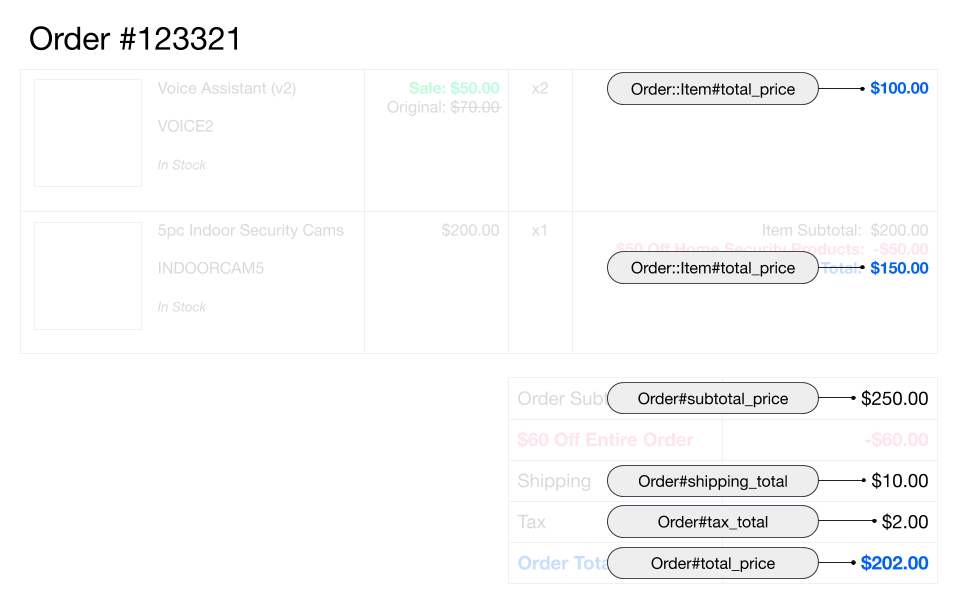 Order #123321
Voice Assistant (v2)
VOICE2
In Stock
Sale: $50.00
Original: $70.00
x2
Order::Item#total_price
$100.00
5pc Indoor Security Cams
INDOORCAM5
In Stock
$200.00
x1
Item Subtotal: $200.00
$50 Off Home Security Products: -$50.00
Order::Item#total_price Total: $150.00
Order Subt Order#subtotal_price $250.00
$60 Off Entire Order -$60.00
Shipping Order#shipping_total $10.00
Tax Order#tax_total $2.00
Order Tota Order#total_price $202.00